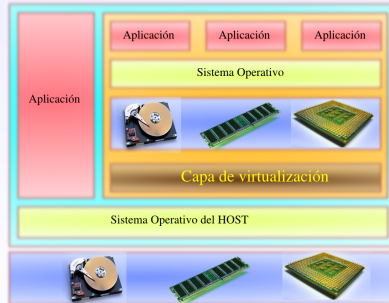 Aplicación
Aplicación
Aplicación
Sistema Operativo
Aplicación
Capa de virtualización
Sistema Operativo del HOST